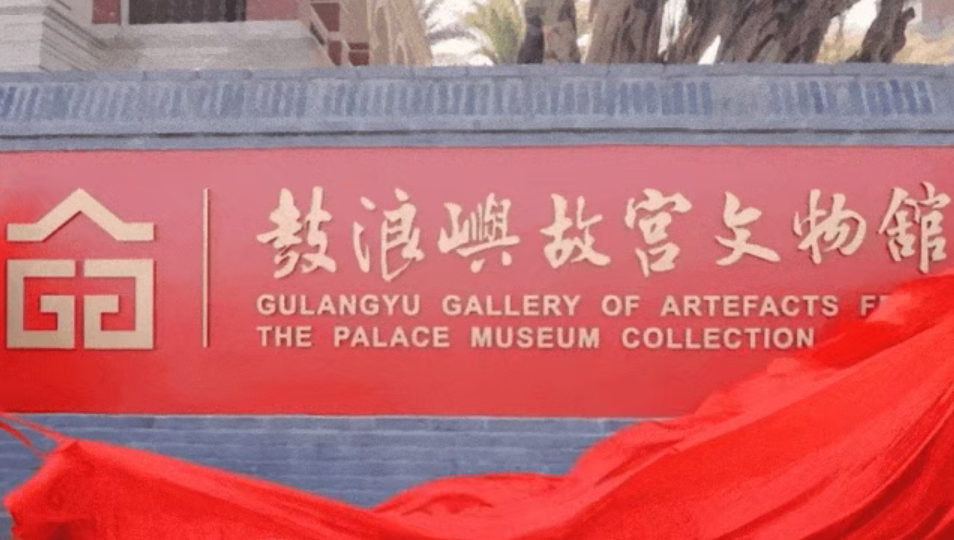 鼓浪嶼故宮文物館
GULANGYU GALLERY OF ARTEFACTS
THE PALACE MUSEUM COLLECTION